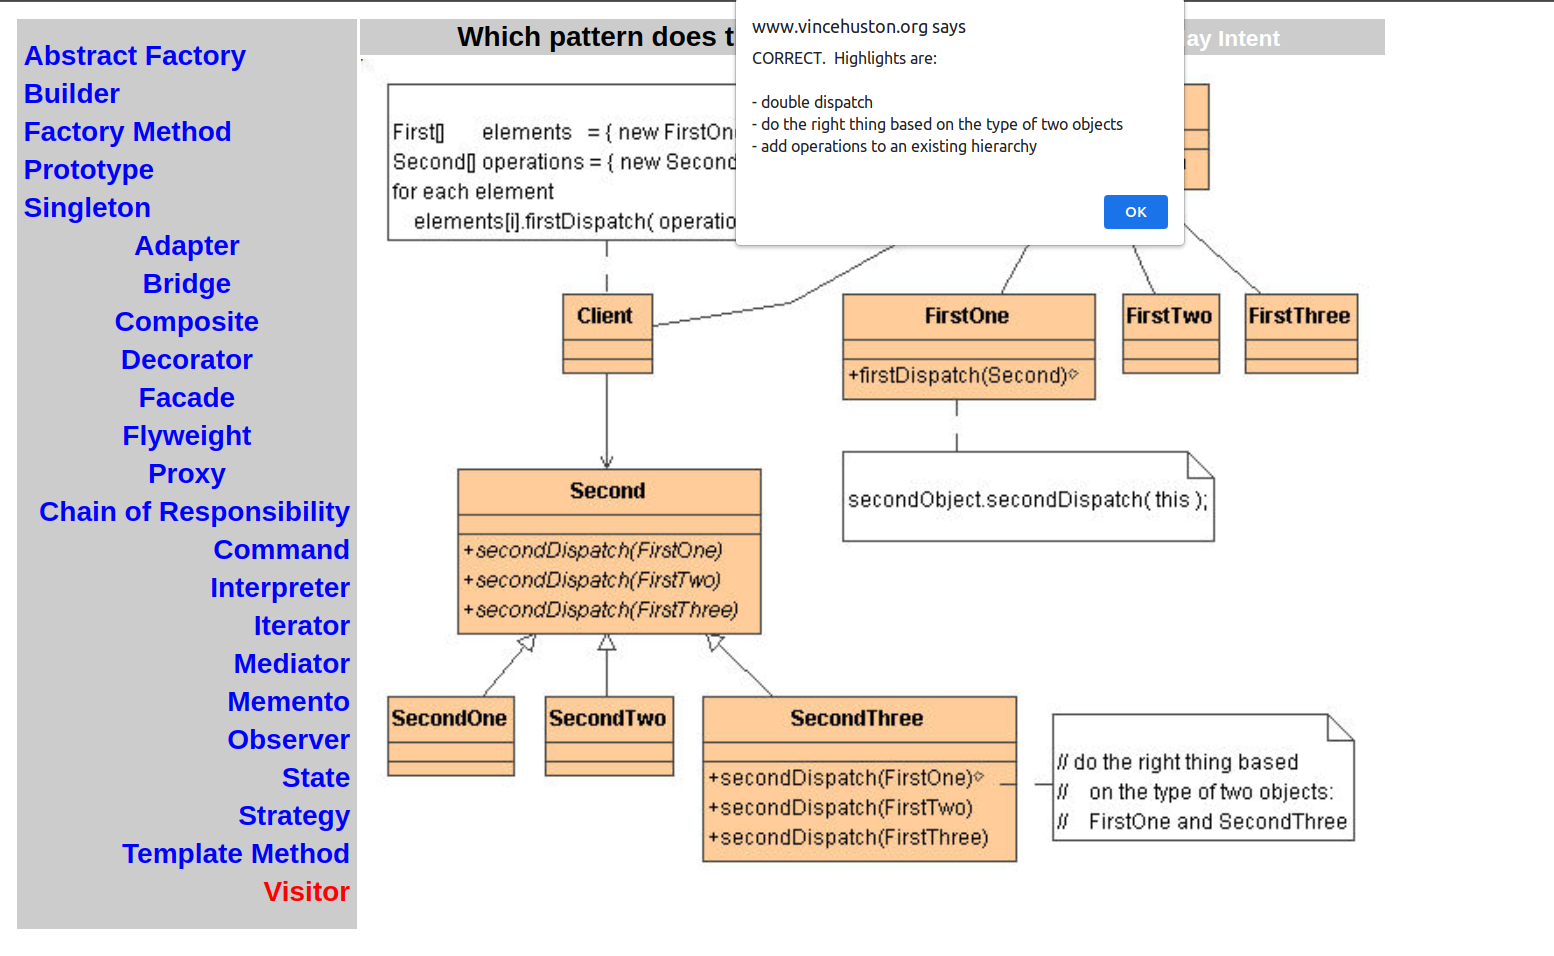 Abstract Factory
Builder
Factory Method
Prototype
Singleton
Adapter
Bridge
Composite
Decorator
Facade
Flyweight
Proxy
Chain of Responsibility
Command
Interpreter
Iterator
Mediator
Memento
Observer
State
Strategy
Template Method
Visitor
Which pattern does t
ay Intent
www.vincehuston.org says
CORRECT. Highlights are:
- double dispatch
- do the right thing based on the type of two objects
- add operations to an existing hierarchy
OK
First[] elements = { new FirstOn
Second[] operations = { new Second
for each element
elements[i].firstDispatch( operatio
Client
FirstOne
+firstDispatch(Second)
FirstTwo
FirstThree
secondObject.secondDispatch( this );
Second
+secondDispatch(FirstOne)
+secondDispatch(FirstTwo)
+secondDispatch(FirstThree)
SecondOne
SecondTwo
SecondThree
+secondDispatch(FirstOne)
+secondDispatch(FirstTwo)
+secondDispatch(FirstThree)
// do the right thing based
// on the type of two objects:
// FirstOne and SecondThree